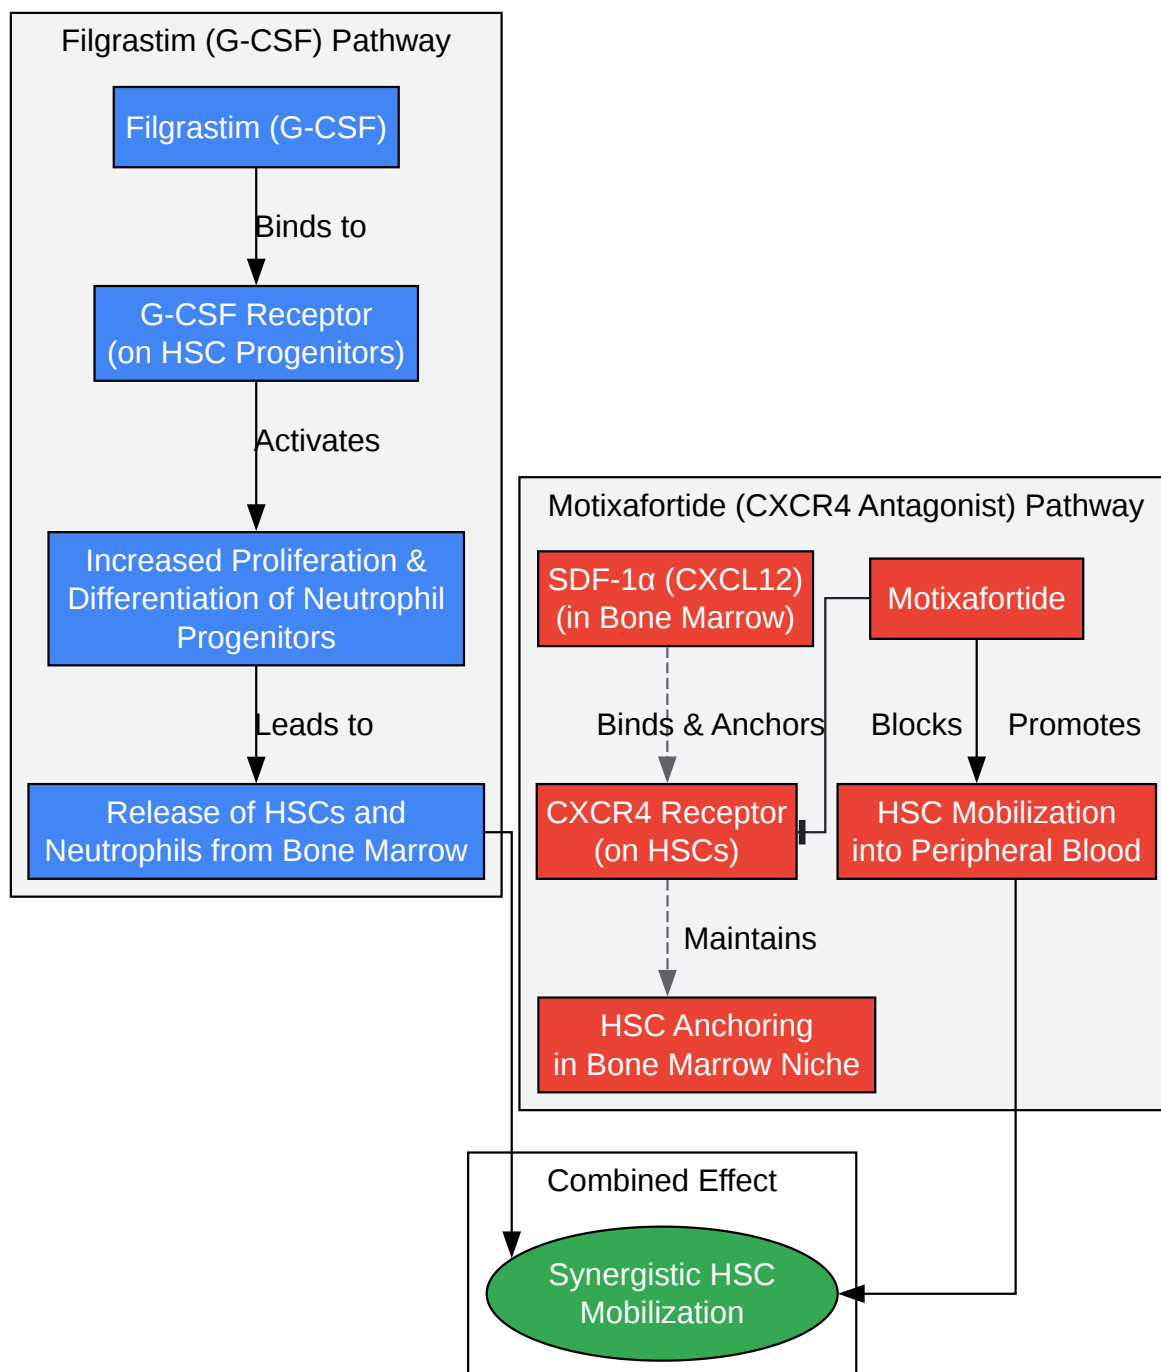 Filgrastim (G-CSF) Pathway
Filgrastim (G-CSF)
Binds to
G-CSF Receptor
(on HSC Progenitors)
Activates
Increased Proliferation &
Differentiation of Neutrophil
Progenitors
Leads to
Release of HSCs and
Neutrophils from Bone Marrow
Motixafortide (CXCR4 Antagonist) Pathway
SDF-1α (CXCL12)
(in Bone Marrow)
Motixafortide
Binds & Anchors
Blocks
Promotes
CXCR4 Receptor
(on HSCs)
HSC Mobilization
into Peripheral Blood
Maintains
HSC Anchoring
in Bone Marrow Niche
Combined Effect
Synergistic HSC
Mobilization